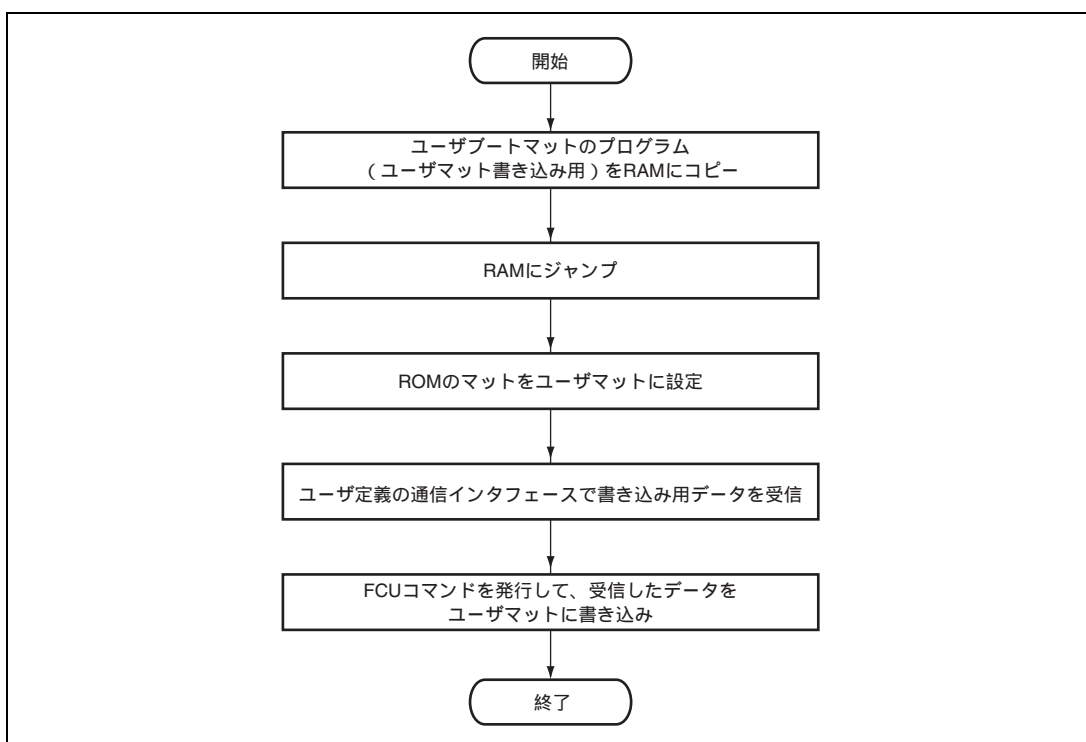 開始
ユーザブートマットのプログラム
（ユーザマット書き込み用）をRAMにコピー
RAMにジャンプ
ROMのマットをユーザマットに設定
ユーザ定義の通信インタフェースで書き込み用データを受信
FCUコマンドを発行して、受信したデータを
ユーザマットに書き込み
終了